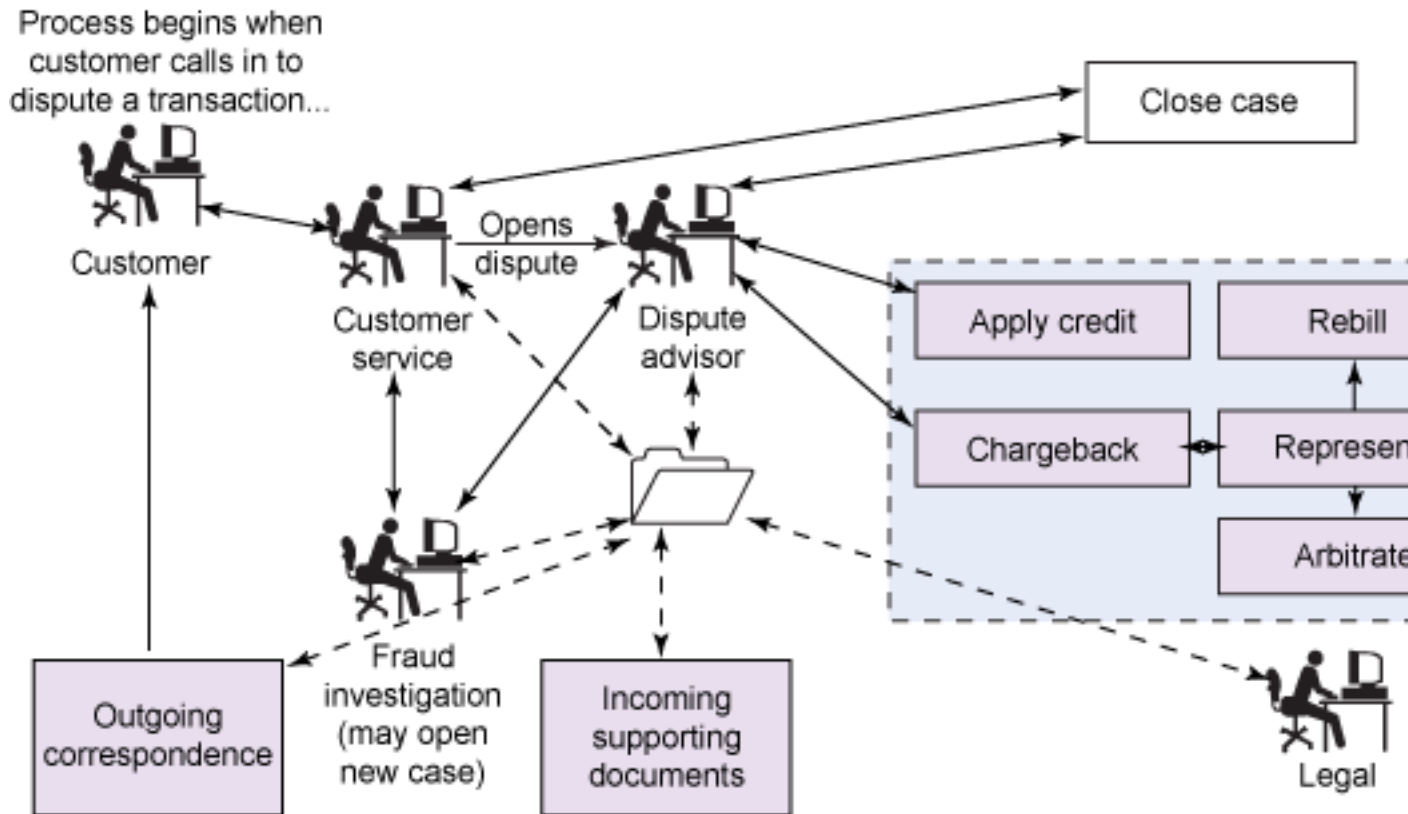 Process begins when
customer calls in to
dispute a transaction...
Close case
Customer
Opens
dispute
Customer
service
Dispute
advisor
Apply credit
Rebill
Chargeback
Represen
Arbitrate
Fraud
investigation
(may open
new case)
Outgoing
correspondence
Incoming
supporting
documents
Legal